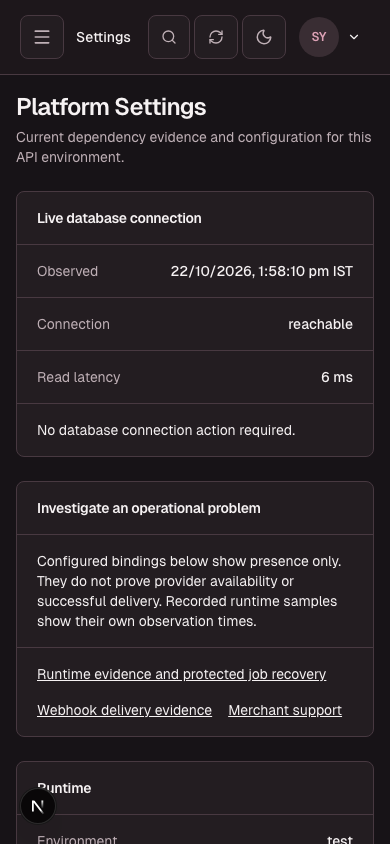 Settings
SY
Platform Settings
Current dependency evidence and configuration for this
API environment.
Live database connection
Observed 22/10/2026, 1:58:10 pm IST
Connection reachable
Read latency 6 ms
No database connection action required.
Investigate an operational problem
Configured bindings below show presence only.
They do not prove provider availability or
successful delivery. Recorded runtime samples
show their own observation times.
Runtime evidence and protected job recovery
Webhook delivery evidence Merchant support
Runtime
N
Environment test